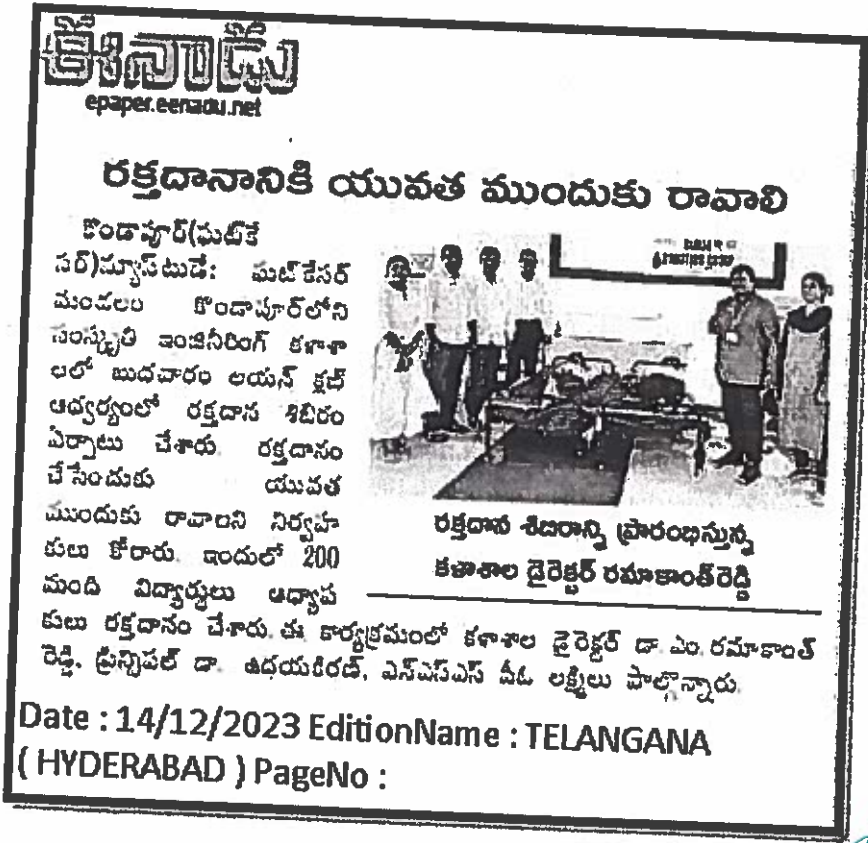 ఈనాడు
epaper.eenadu.net
రక్తదానానికి యువత ముందుకు రావాలి
కొండాపూర్(ఘట్‌కే
సర్)న్యూస్‌టుడే: ఘట్‌కేసర్
మండలం కొండాపూర్‌లోని
సంస్కృతి ఇంజినీరింగ్ కళాశా
లలో బుదవారం లయన్ క్లబ్
ఆధ్వర్యంలో రక్తదాన శిబిరం
ఏర్పాటు చేశారు. రక్తదానం
చేసేందుకు యువత
ముందుకు రావాలని నిర్వహ
కులు కోరారు. ఇందులో 200
మంది విద్యార్థులు ఆధ్యాప
కులు రక్తదానం చేశారు. ఈ కార్యక్రమంలో కళాశాల డైరెక్టర్ డా. ఎం. రమాకాంత్
రెడ్డి, ప్రిన్సిపల్ డా. ఉదయకిరణ్, ఎన్ఎస్ఎస్ పీఓ లక్ష్మిలు పాల్గొన్నారు.
రక్తదాన శిబిరాన్ని ప్రారంభిస్తున్న
కళాశాల డైరెక్టర్ రమాకాంత్‌రెడ్డి
Date : 14/12/2023 EditionName : TELANGANA
( HYDERABAD ) PageNo :